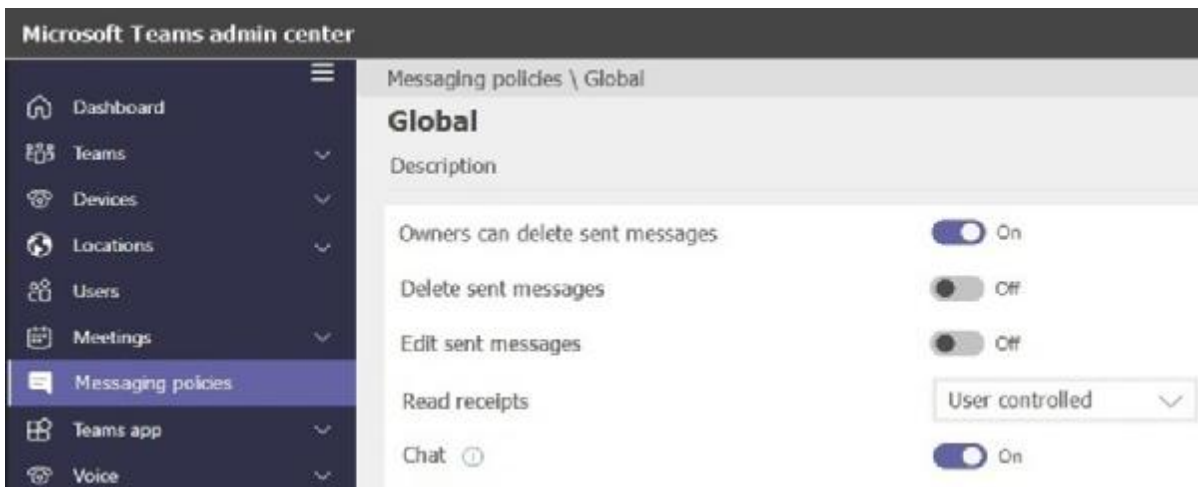 Microsoft Teams admin center
Dashboard
Teams
Devices
Locations
Users
Meetings
Messaging policies
Teams app
Voice
Messaging policies \ Global
Global
Description
Owners can delete sent messages On
Delete sent messages Off
Edit sent messages Off
Read receipts User controlled
Chat On